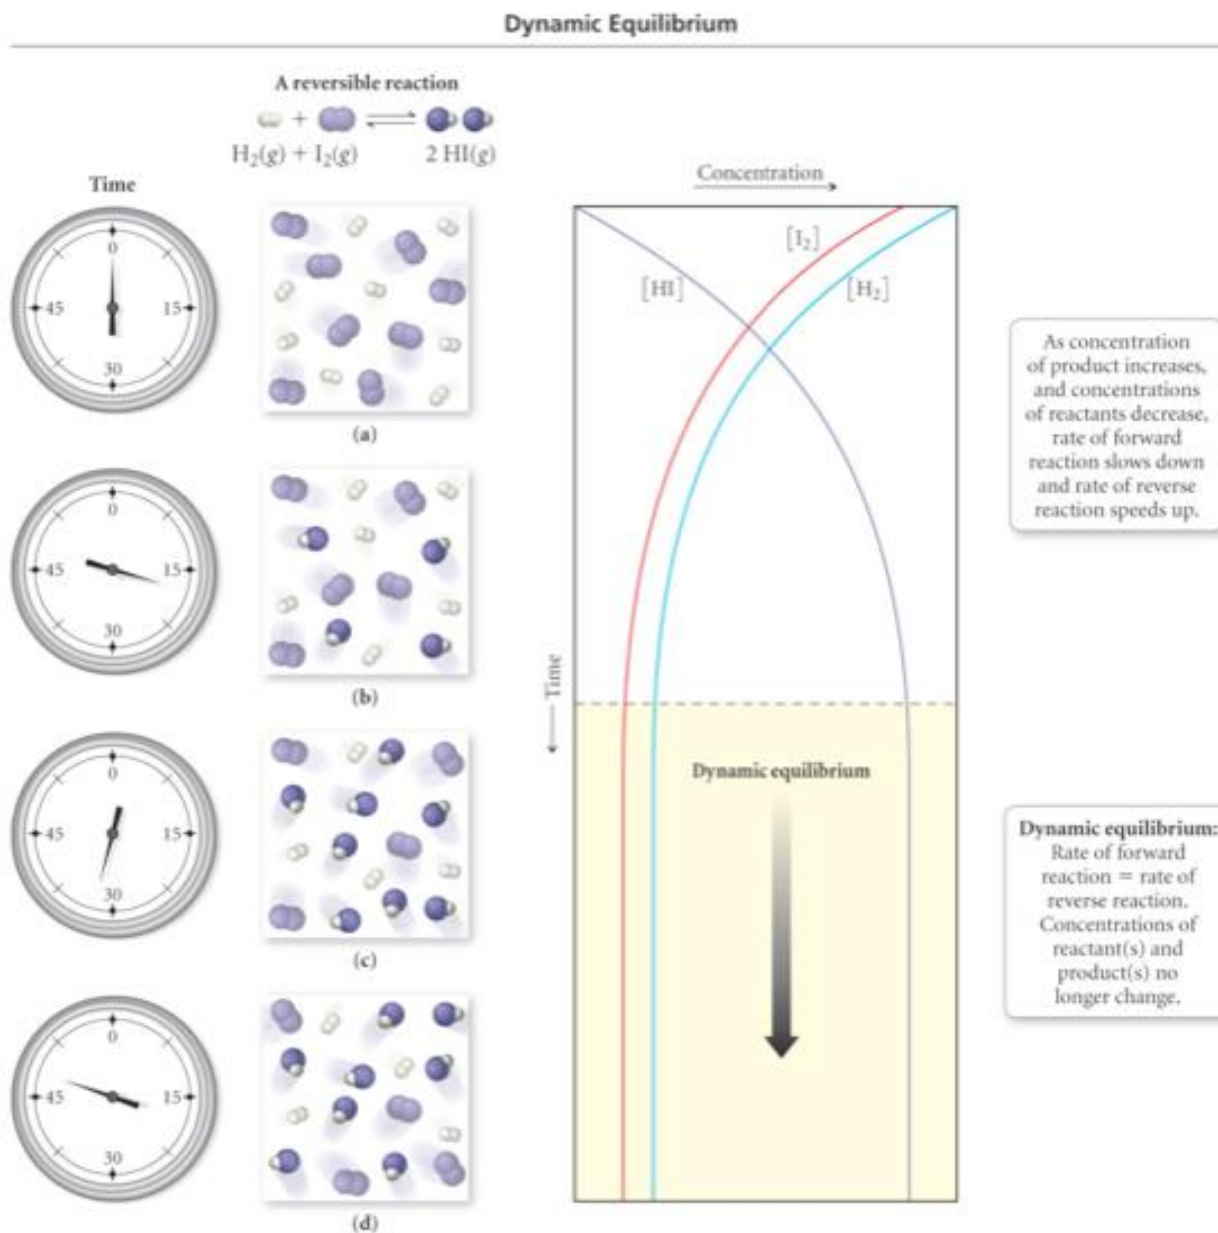 Dynamic Equilibrium
A reversible reaction
+
H₂(g) + I₂(g) 2 HI(g)
Time
0
15
30
45
(a)
0
15
30
45
(b)
0
15
30
45
(c)
0
15
30
45
(d)
Concentration
[I₂]
[HI]
[H₂]
Time
Dynamic equilibrium
As concentration
of product increases,
and concentrations
of reactants decrease,
rate of forward
reaction slows down
and rate of reverse
reaction speeds up.
Dynamic equilibrium:
Rate of forward
reaction = rate of
reverse reaction.
Concentrations of
reactant(s) and
product(s) no
longer change.